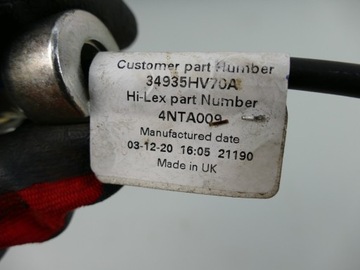 Customer part Number
34935HV70A
Hi-Lex part Number
4NTA009
Manufactured date
03-12-20 16:05 21190
Made in UK